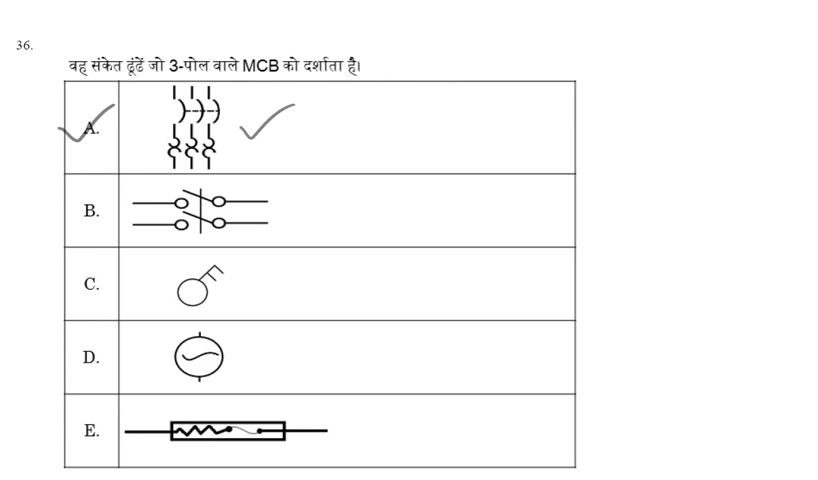 36.
वह संकेत ढूंढें जो 3-पोल वाले MCB को दर्शाता है।
A.
B.
C.
D.
E.